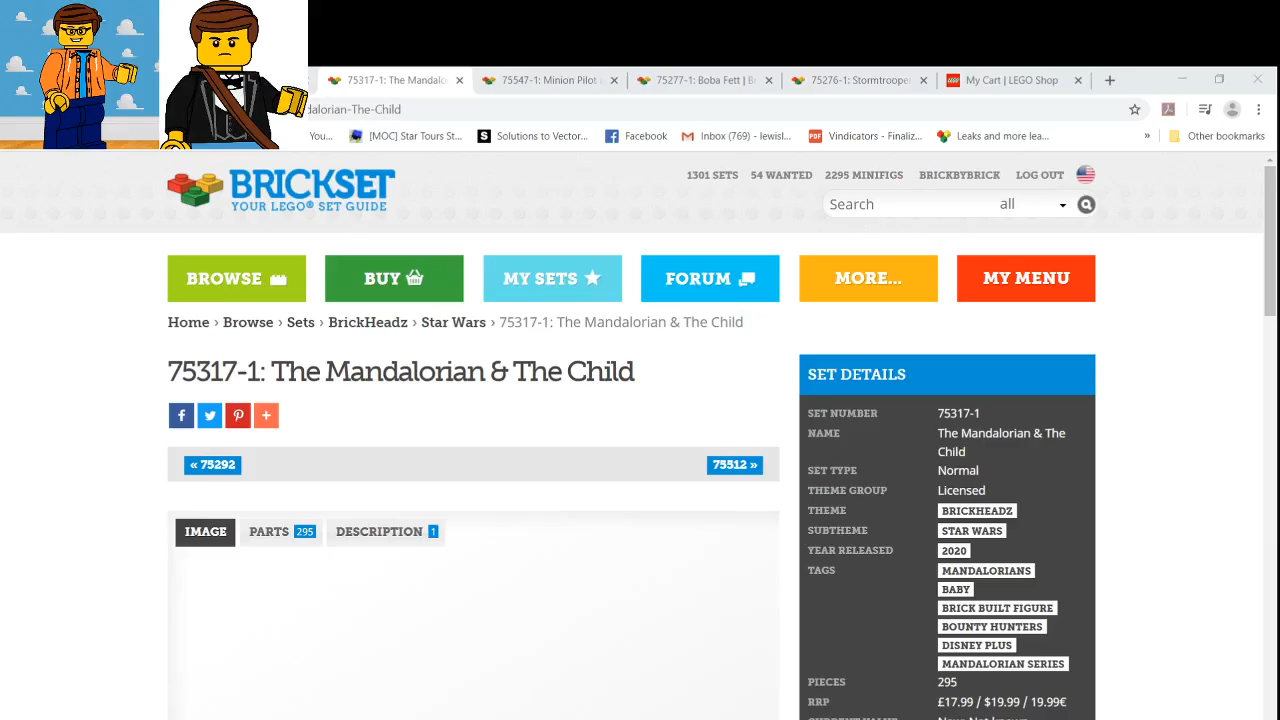 75317-1: The Mandalo
75547-1: Minion Pilot
75277-1: Boba Fett | B
75276-1: Stormtrooper
My Cart | LEGO Shop
dalorian-The-Child
You...
[MOC] Star Tours St...
Solutions to Vector...
Facebook
Inbox (769) - lewisl...
Vindicators - Finaliz...
Leaks and more lea...
» Other bookmarks
BRICKSET
YOUR LEGO® SET GUIDE
1301 SETS 54 WANTED 2295 MINIFIGS BRICKBYBRICK LOG OUT
Search all
BROWSE BUY MY SETS FORUM MORE... MY MENU
Home › Browse › Sets › BrickHeadz › Star Wars › 75317-1: The Mandalorian & The Child
75317-1: The Mandalorian & The Child
« 75292 75512 »
IMAGE PARTS 295 DESCRIPTION 1
SET DETAILS
SET NUMBER 75317-1
NAME The Mandalorian & The
Child
SET TYPE Normal
THEME GROUP Licensed
THEME BRICKHEADZ
SUBTHEME STAR WARS
YEAR RELEASED 2020
TAGS MANDALORIANS
BABY
BRICK BUILT FIGURE
BOUNTY HUNTERS
DISNEY PLUS
MANDALORIAN SERIES
PIECES 295
RRP £17.99 / $19.99 / 19.99€